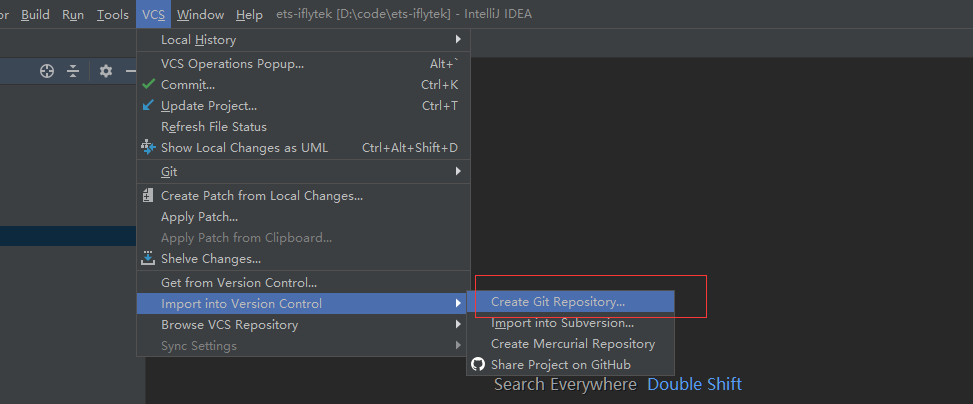 or Build Run Tools VCS Window Help ets-iflytek [D:\code\ets-iflytek] - IntelliJ IDEA
Local History
VCS Operations Popup... Alt+`
Commit... Ctrl+K
Update Project... Ctrl+T
Refresh File Status
Show Local Changes as UML Ctrl+Alt+Shift+D
Git
Create Patch from Local Changes...
Apply Patch...
Apply Patch from Clipboard...
Shelve Changes...
Get from Version Control...
Import into Version Control
Browse VCS Repository
Sync Settings
Create Git Repository...
Import into Subversion...
Create Mercurial Repository
Share Project on GitHub
Search Everywhere Double Shift